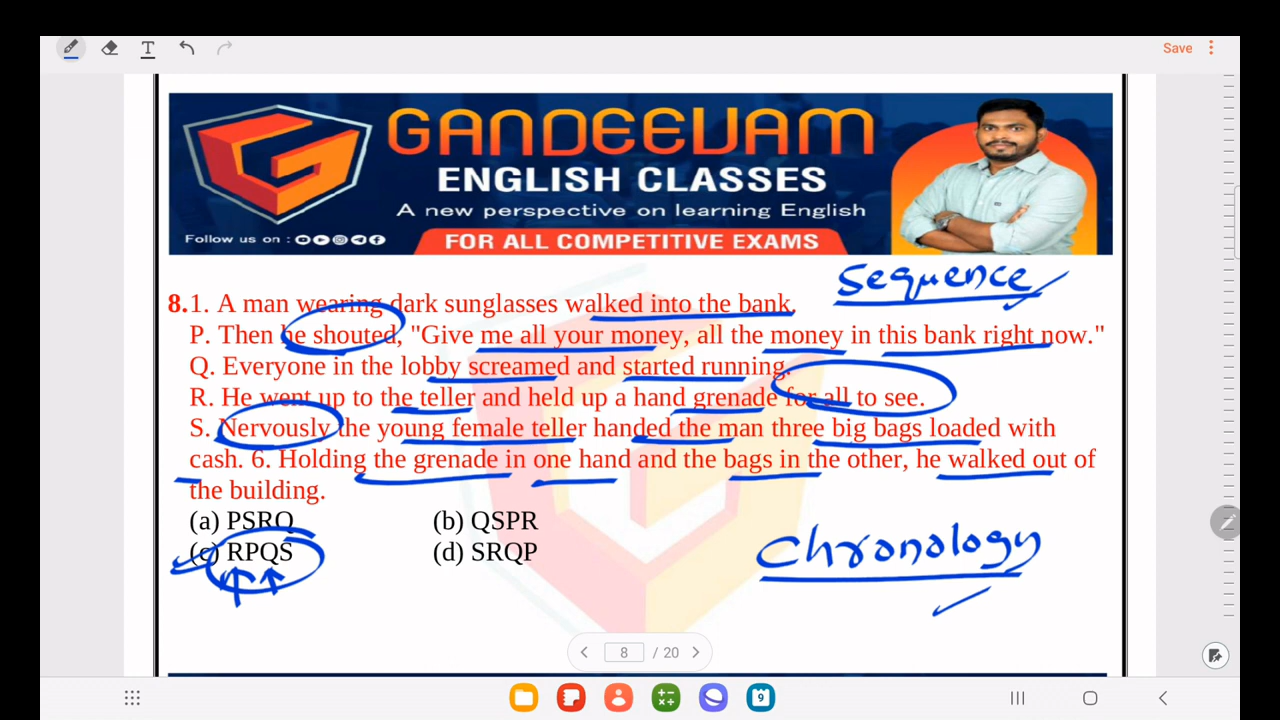 T
Save
GANDEEVAM
ENGLISH CLASSES
A new perspective on learning English
Follow us on :
FOR ALL COMPETITIVE EXAMS
Sequence
8. 1. A man wearing dark sunglasses walked into the bank.
P. Then he shouted, "Give me all your money, all the money in this bank right now."
Q. Everyone in the lobby screamed and started running.
R. He went up to the teller and held up a hand grenade for all to see.
S. Nervously the young female teller handed the man three big bags loaded with
cash. 6. Holding the grenade in one hand and the bags in the other, he walked out of
the building.
(a) PSRQ (b) QSPR
(c) RPQS (d) SRQP
Chronology
8 / 20
9